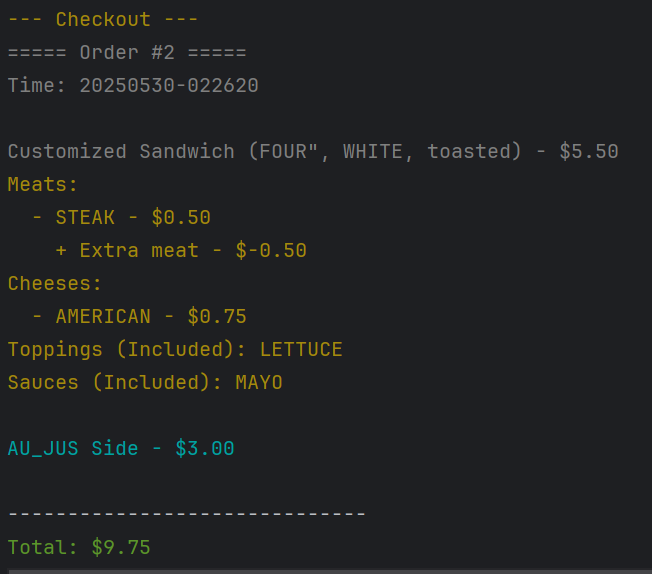 --- Checkout ---
===== Order #2 =====
Time: 20250530-022620
Customized Sandwich (FOUR", WHITE, toasted) - $5.50
Meats:
  - STEAK - $0.50
    + Extra meat - $-0.50
Cheeses:
  - AMERICAN - $0.75
Toppings (Included): LETTUCE
Sauces (Included): MAYO
AU_JUS Side - $3.00
------------------------------
Total: $9.75